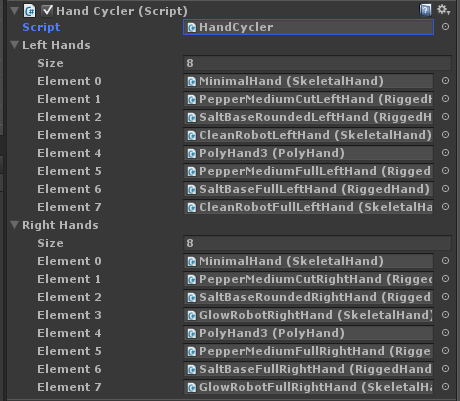 Hand Cycler (Script)
Script HandCycler
Left Hands
Size 8
Element 0 MinimalHand (SkeletalHand)
Element 1 PepperMediumCutLeftHand (RiggedH
Element 2 SaltBaseRoundedLeftHand (RiggedH
Element 3 CleanRobotLeftHand (SkeletalHand)
Element 4 PolyHand3 (PolyHand)
Element 5 PepperMediumFullLeftHand (Rigged
Element 6 SaltBaseFullLeftHand (RiggedHand)
Element 7 CleanRobotFullLeftHand (SkeletalHa
Right Hands
Size 8
Element 0 MinimalHand (SkeletalHand)
Element 1 PepperMediumCutRightHand (Rigged
Element 2 SaltBaseRoundedRightHand (Rigged
Element 3 GlowRobotRightHand (SkeletalHand)
Element 4 PolyHand3 (PolyHand)
Element 5 PepperMediumFullRightHand (Rigge
Element 6 SaltBaseFullRightHand (RiggedHand
Element 7 GlowRobotFullRightHand (SkeletalHa